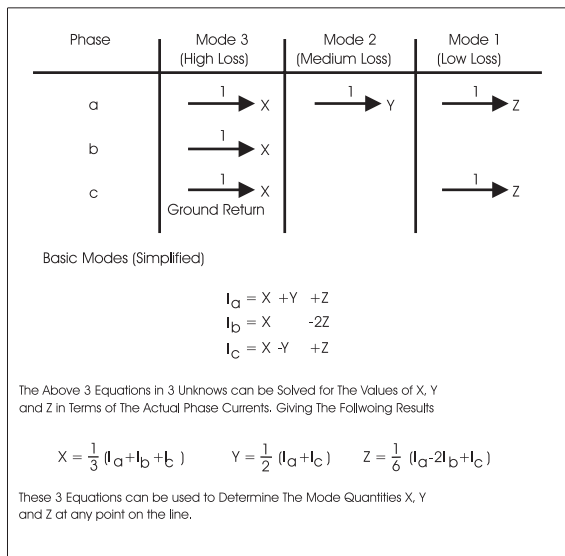 Phase Mode 3 Mode 2 Mode 1
(High Loss) (Medium Loss) (Low Loss)
a 1 X 1 Y 1 Z
b 1 X
c 1 X 1 Z
Ground Return
Basic Modes (Simplified)
Ia = X +Y +Z
Ib = X -2Z
Ic = X -Y +Z
The Above 3 Equations in 3 Unknows can be Solved for The Values of X, Y
and Z in Terms of The Actual Phase Currents. Giving The Follwoing Results
X = 1/3 (Ia+Ib+Ic) Y = 1/2 (Ia+Ic) Z = 1/6 (Ia-2Ib+Ic)
These 3 Equations can be used to Determine The Mode Quantities X, Y
and Z at any point on the line.